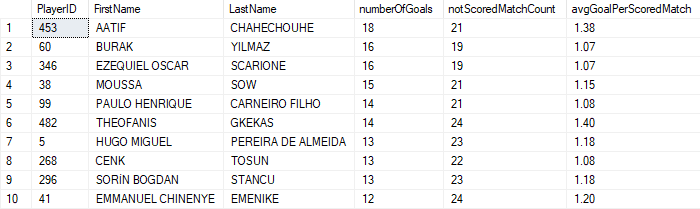 PlayerID FirstName LastName numberOfGoals notScoredMatchCount avgGoalPerScoredMatch
1 453 AATIF CHAHECHOUHE 18 21 1.38
2 60 BURAK YILMAZ 16 19 1.07
3 346 EZEQUIEL OSCAR SCARIONE 16 19 1.07
4 38 MOUSSA SOW 15 21 1.15
5 99 PAULO HENRIQUE CARNEIRO FILHO 14 21 1.08
6 482 THEOFANIS GKEKAS 14 24 1.40
7 5 HUGO MIGUEL PEREIRA DE ALMEIDA 13 23 1.18
8 268 CENK TOSUN 13 22 1.08
9 296 SORİN BOGDAN STANCU 13 23 1.18
10 41 EMMANUEL CHINENYE EMENIKE 12 24 1.20